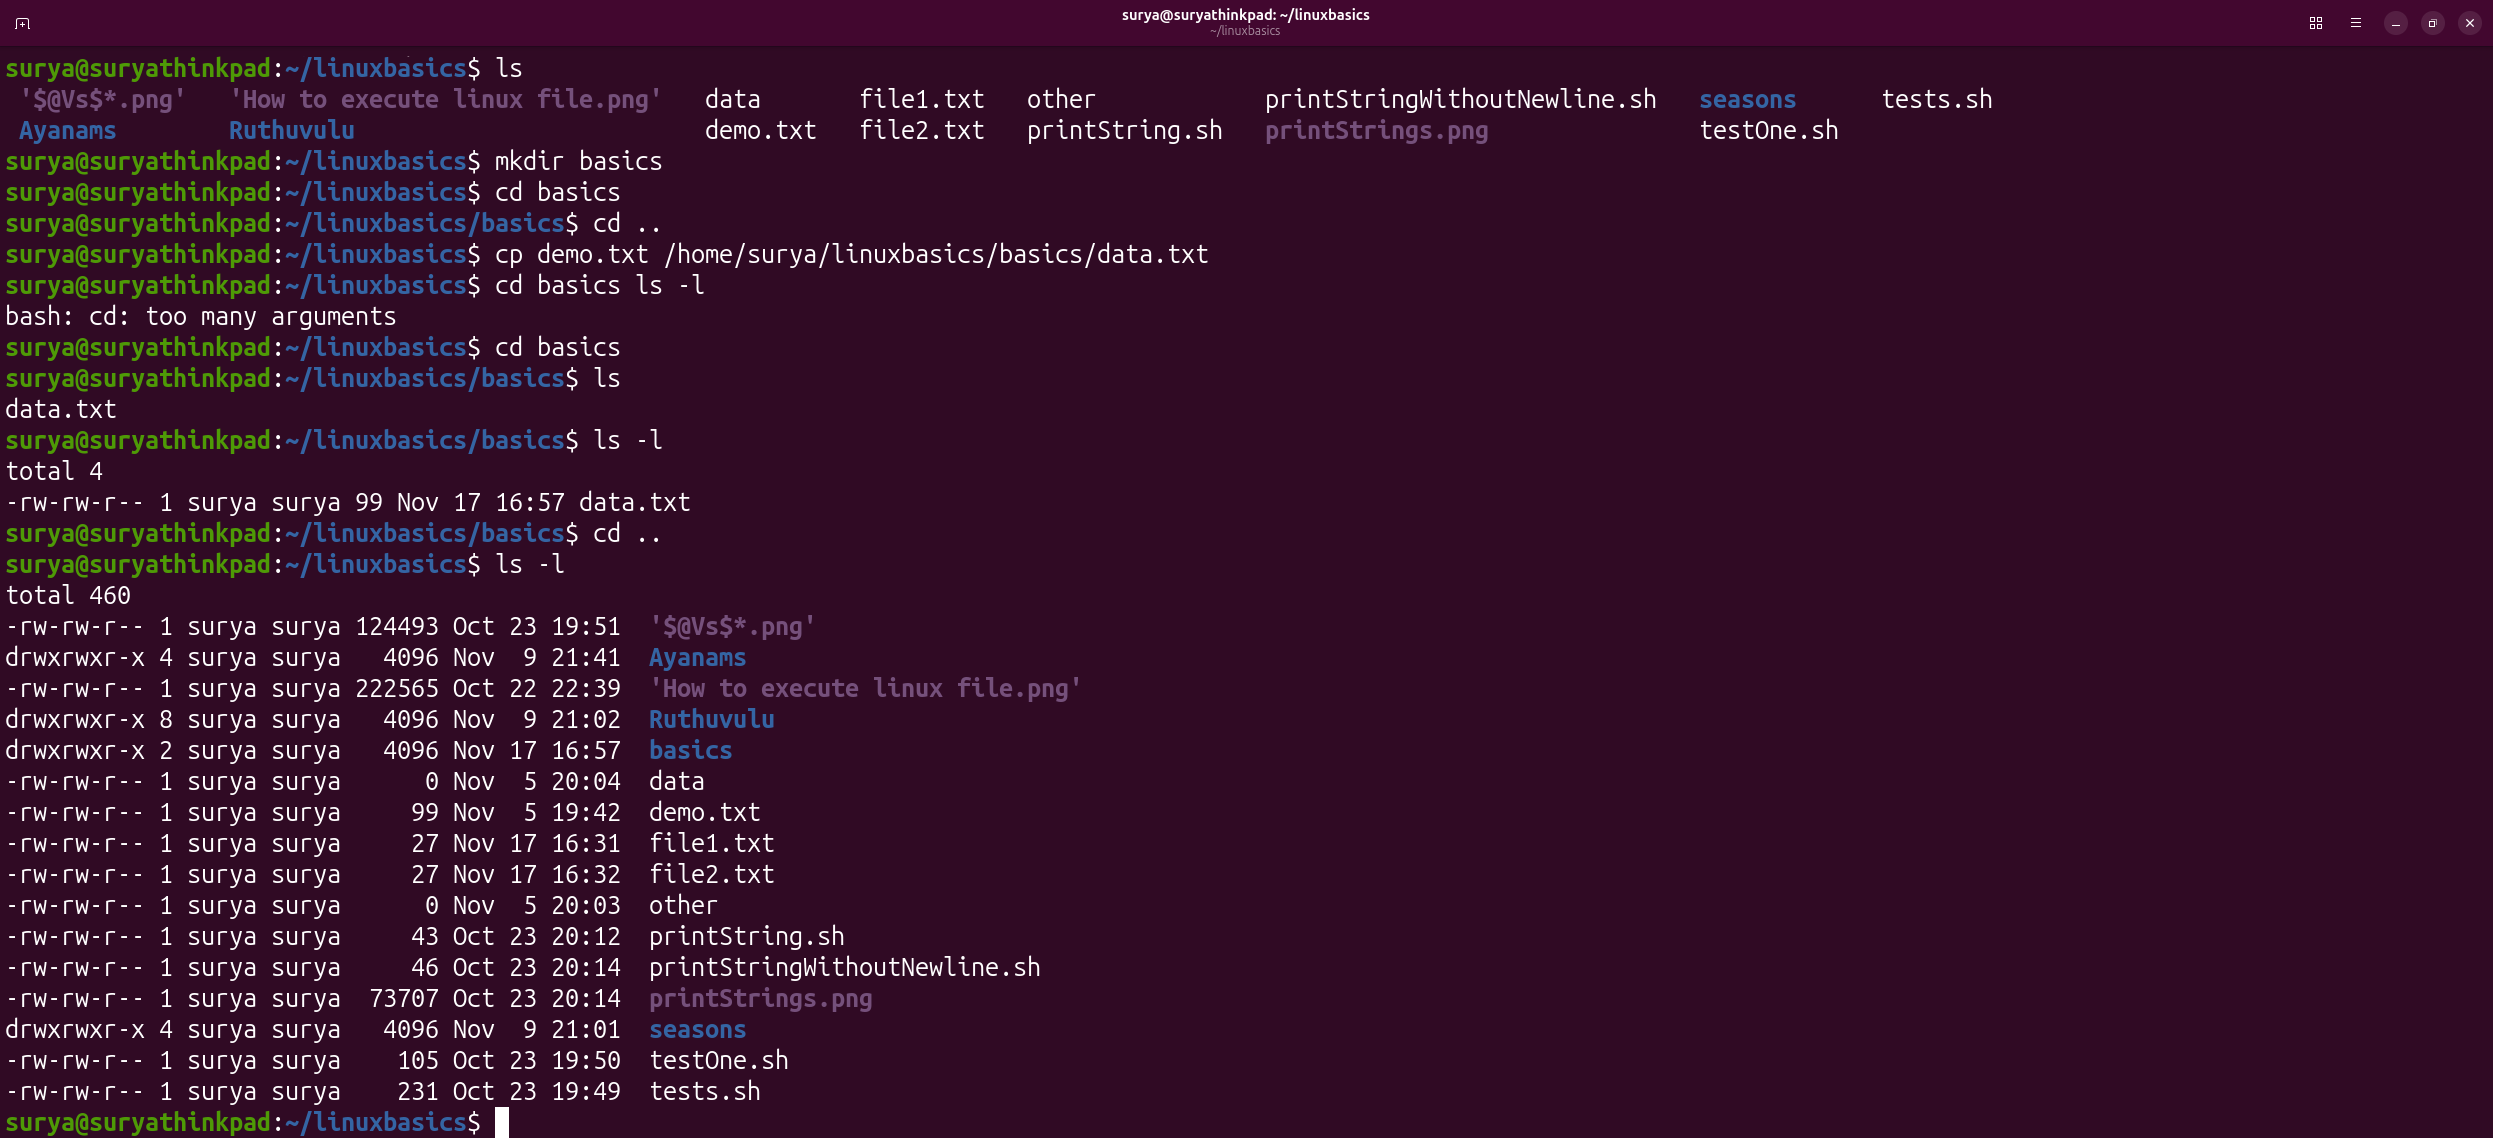 surya@suryathinkpad: ~/linuxbasics
~/linuxbasics
surya@suryathinkpad:~/linuxbasics$ ls
'$@Vs$*.png'   'How to execute linux file.png'   data       file1.txt   other            printStringWithoutNewline.sh   seasons      tests.sh
Ayanams        Ruthuvulu                         demo.txt   file2.txt   printString.sh   printStrings.png               testOne.sh
surya@suryathinkpad:~/linuxbasics$ mkdir basics
surya@suryathinkpad:~/linuxbasics$ cd basics
surya@suryathinkpad:~/linuxbasics/basics$ cd ..
surya@suryathinkpad:~/linuxbasics$ cp demo.txt /home/surya/linuxbasics/basics/data.txt
surya@suryathinkpad:~/linuxbasics$ cd basics ls -l
bash: cd: too many arguments
surya@suryathinkpad:~/linuxbasics$ cd basics
surya@suryathinkpad:~/linuxbasics/basics$ ls
data.txt
surya@suryathinkpad:~/linuxbasics/basics$ ls -l
total 4
-rw-rw-r-- 1 surya surya 99 Nov 17 16:57 data.txt
surya@suryathinkpad:~/linuxbasics/basics$ cd ..
surya@suryathinkpad:~/linuxbasics$ ls -l
total 460
-rw-rw-r-- 1 surya surya 124493 Oct 23 19:51  '$@Vs$*.png'
drwxrwxr-x 4 surya surya   4096 Nov  9 21:41  Ayanams
-rw-rw-r-- 1 surya surya 222565 Oct 22 22:39  'How to execute linux file.png'
drwxrwxr-x 8 surya surya   4096 Nov  9 21:02  Ruthuvulu
drwxrwxr-x 2 surya surya   4096 Nov 17 16:57  basics
-rw-rw-r-- 1 surya surya      0 Nov  5 20:04  data
-rw-rw-r-- 1 surya surya     99 Nov  5 19:42  demo.txt
-rw-rw-r-- 1 surya surya     27 Nov 17 16:31  file1.txt
-rw-rw-r-- 1 surya surya     27 Nov 17 16:32  file2.txt
-rw-rw-r-- 1 surya surya      0 Nov  5 20:03  other
-rw-rw-r-- 1 surya surya     43 Oct 23 20:12  printString.sh
-rw-rw-r-- 1 surya surya     46 Oct 23 20:14  printStringWithoutNewline.sh
-rw-rw-r-- 1 surya surya  73707 Oct 23 20:14  printStrings.png
drwxrwxr-x 4 surya surya   4096 Nov  9 21:01  seasons
-rw-rw-r-- 1 surya surya    105 Oct 23 19:50  testOne.sh
-rw-rw-r-- 1 surya surya    231 Oct 23 19:49  tests.sh
surya@suryathinkpad:~/linuxbasics$